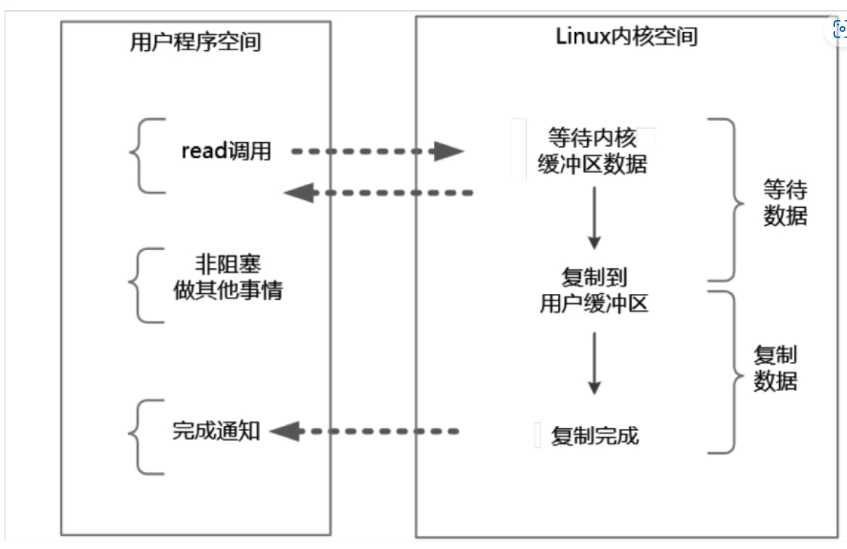 用户程序空间
Linux内核空间
read调用
等待内核
缓冲区数据
等待
数据
非阻塞
做其他事情
复制到
用户缓冲区
复制
数据
完成通知
复制完成